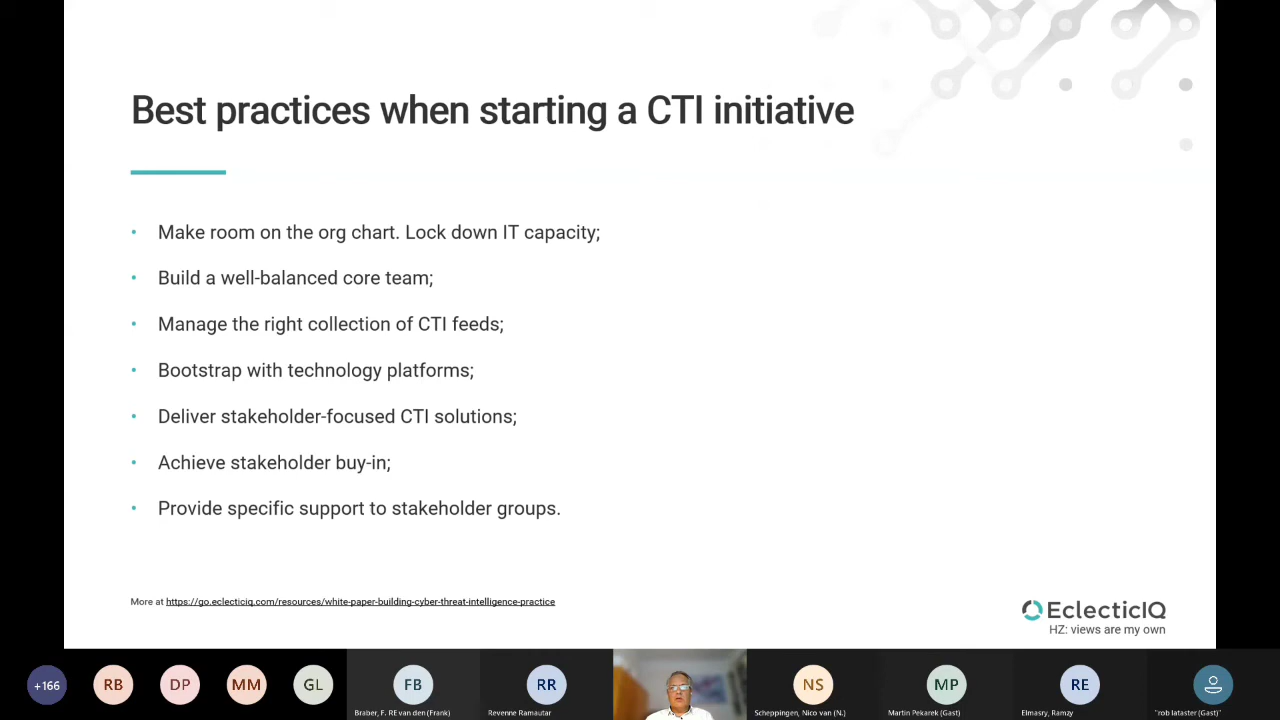 Best practices when starting a CTI initiative
• Make room on the org chart. Lock down IT capacity;
• Build a well-balanced core team;
• Manage the right collection of CTI feeds;
• Bootstrap with technology platforms;
• Deliver stakeholder-focused CTI solutions;
• Achieve stakeholder buy-in;
• Provide specific support to stakeholder groups.
More at https://go.eclecticiq.com/resources/white-paper-building-cyber-threat-intelligence-practice
EclecticIQ
HZ: views are my own
+166 RB DP MM GL FB RR NS MP RE
Braber, F. RE van den (Frank) Revenne Ramautar Scheppingen, Nico van (N.) Martin Pekarek (Gast) Elmasry, Ramzy "rob lataster (Gast)"